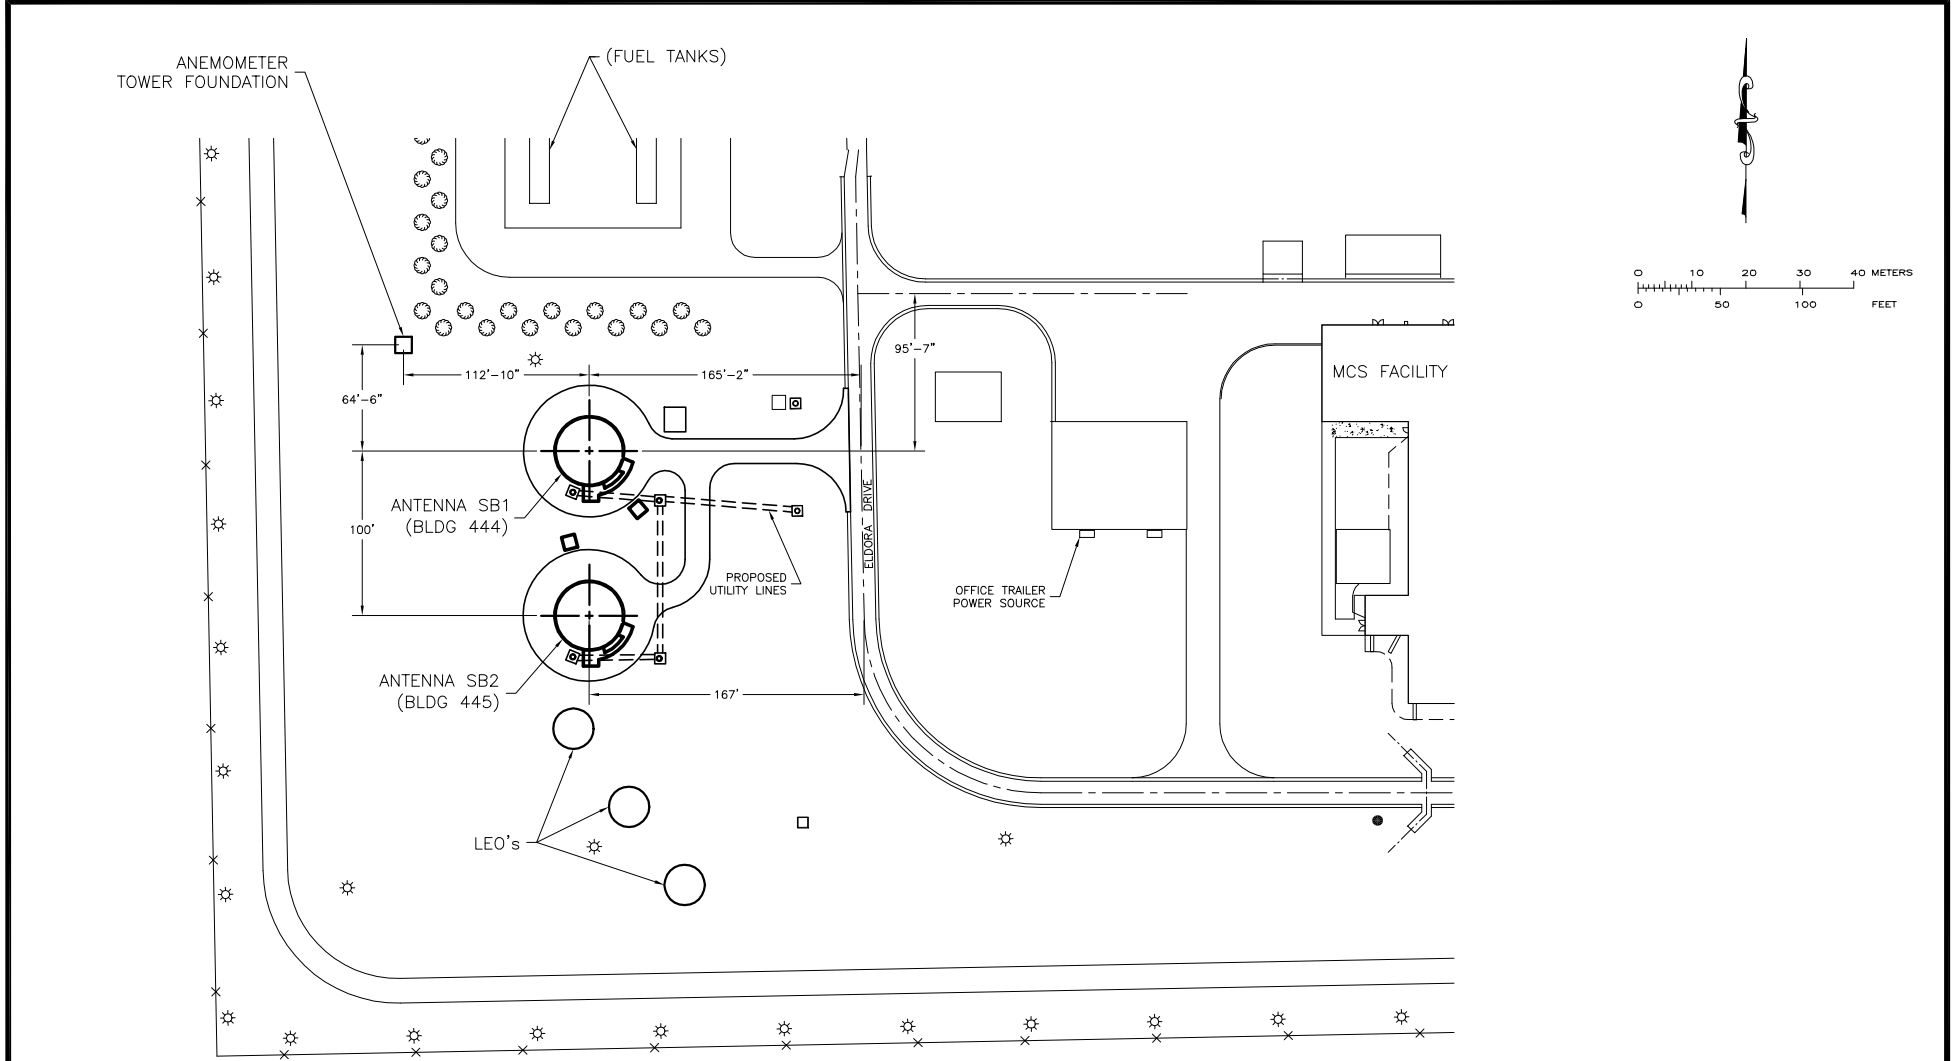 ANEMOMETER
TOWER FOUNDATION
(FUEL TANKS)
0 10 20 30 40 METERS
0 50 100 FEET
95'-7"
112'-10"
165'-2"
MCS FACILITY
64'-6"
ANTENNA SB1
(BLDG 444)
100'
ELDORA DRIVE
PROPOSED
UTILITY LINES
OFFICE TRAILER
POWER SOURCE
ANTENNA SB2
(BLDG 445)
167'
LEO's